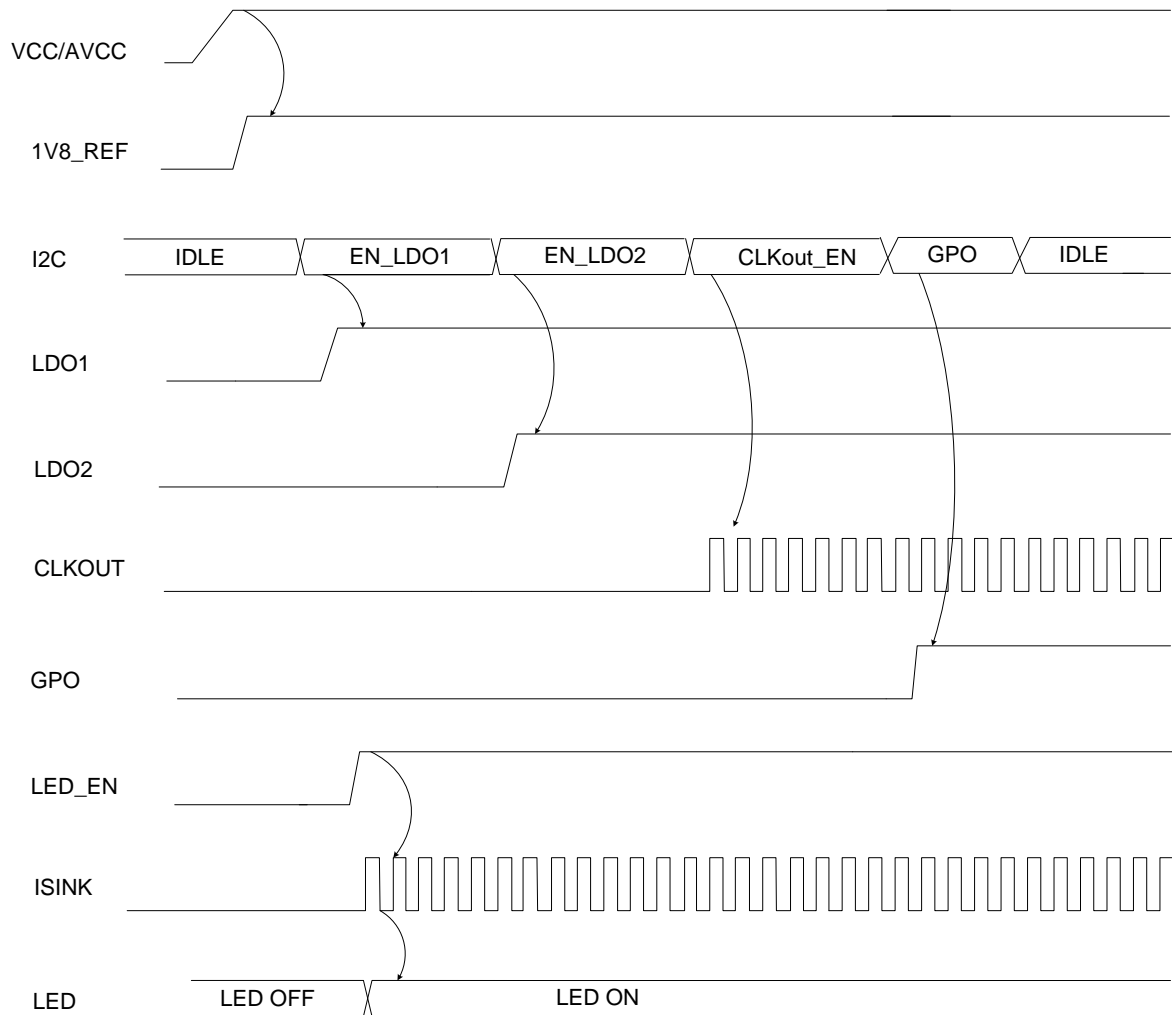 VCC/AVCC
1V8_REF
I2C IDLE EN_LDO1 EN_LDO2 CLKout_EN GPO IDLE
LDO1
LDO2
CLKOUT
GPO
LED_EN
ISINK
LED LED OFF LED ON